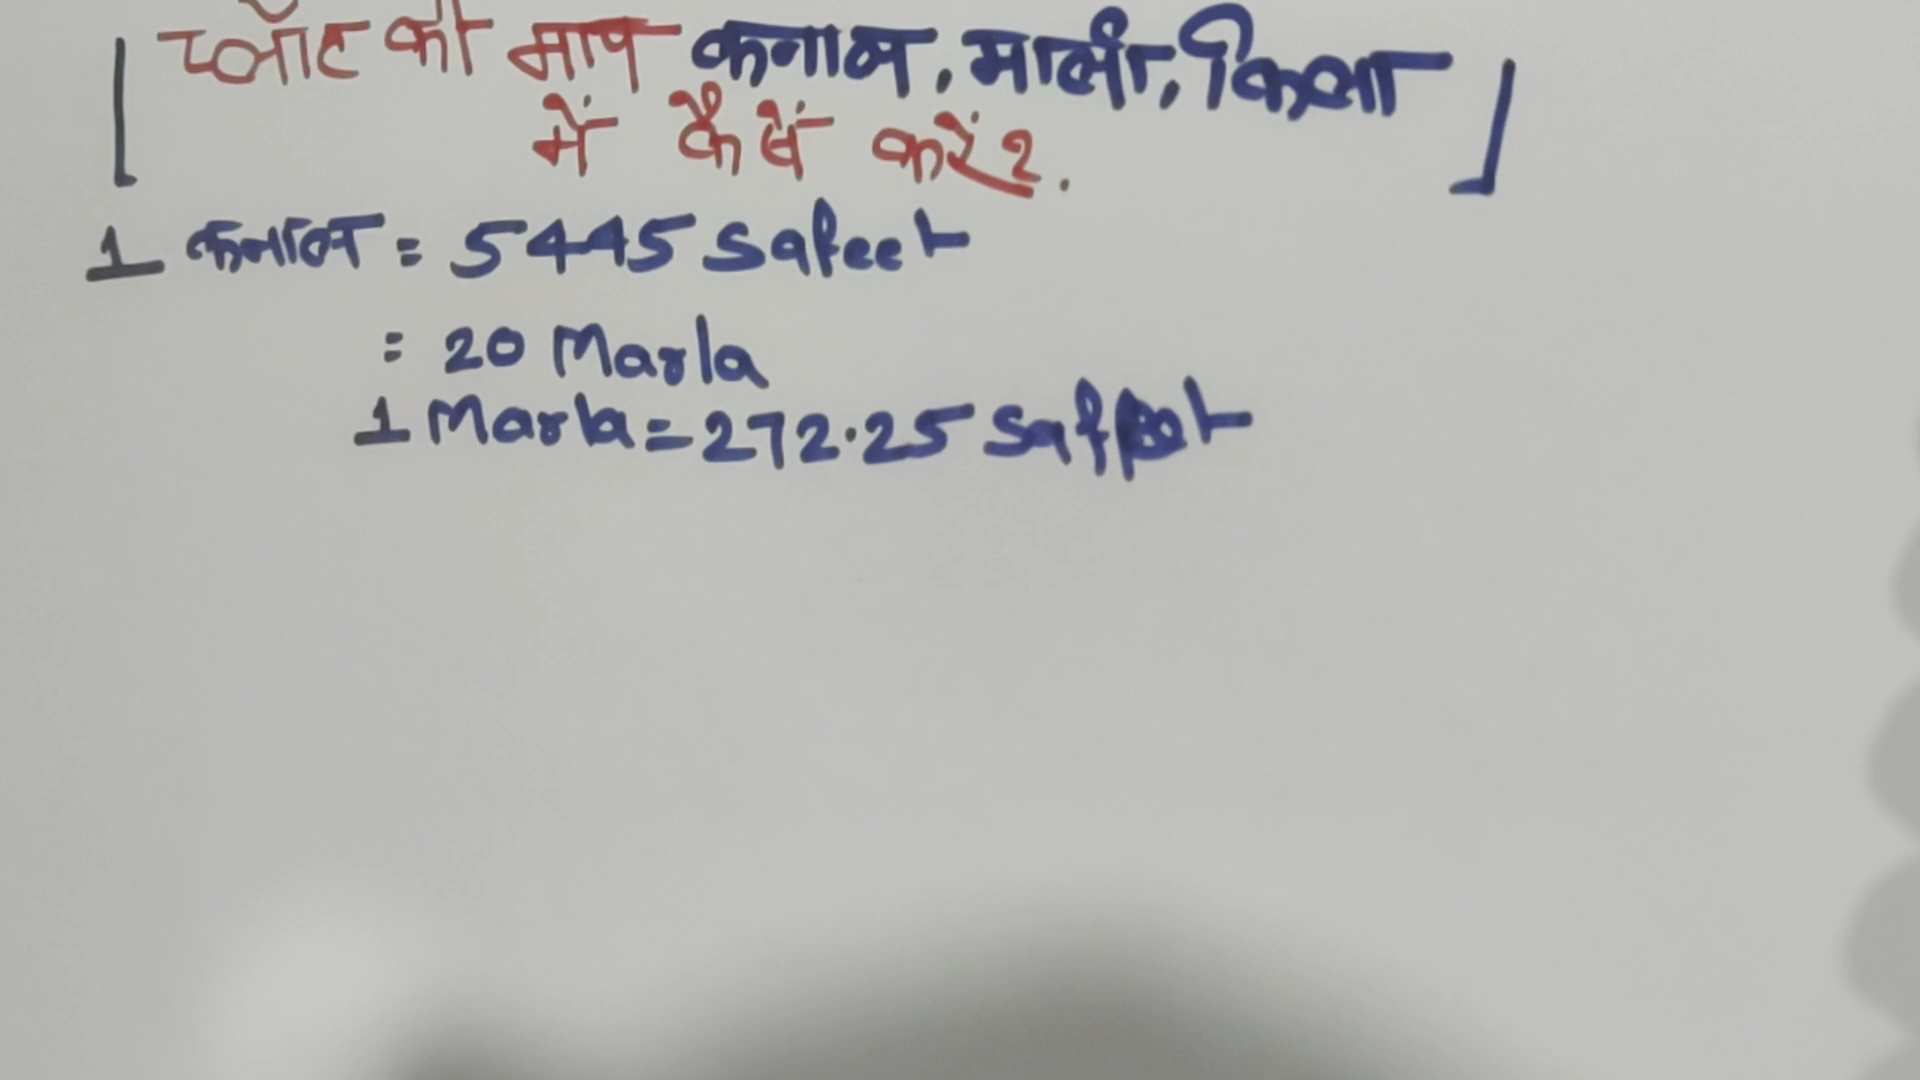 प्लॉट की माप कनाल, मार्ला, किला
में कैसे करें?.
1 कनाल = 5445 Sqfeet
= 20 Marla
1 Marla = 272.25 Sqfeet